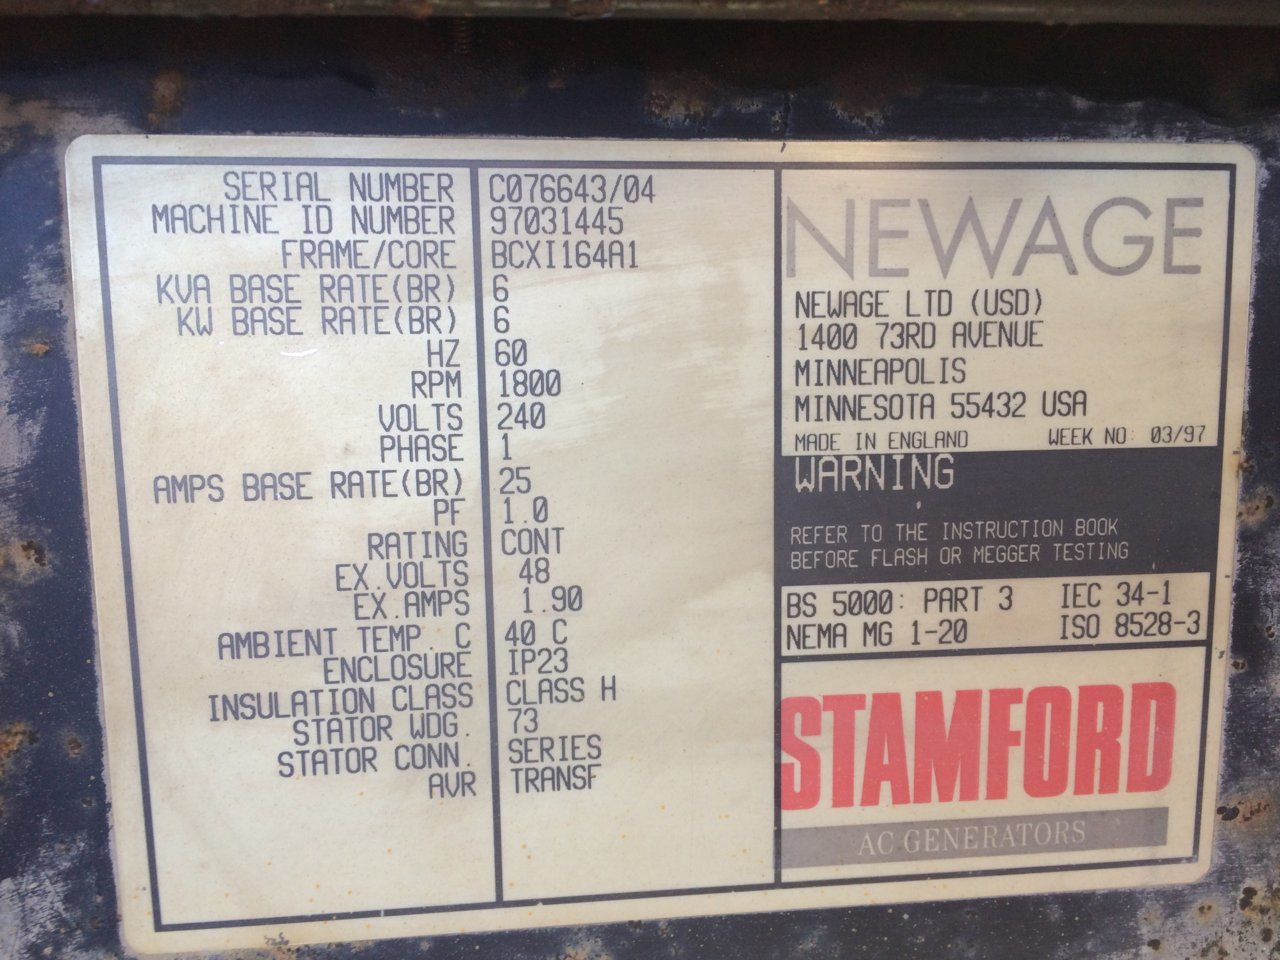 SERIAL NUMBER C076643/04
MACHINE ID NUMBER 97031445
FRAME/CORE BCXI164A1
KVA BASE RATE(BR) 6
KW BASE RATE(BR) 6
HZ 60
RPM 1800
VOLTS 240
PHASE 1
AMPS BASE RATE(BR) 25
PF 1.0
RATING CONT
EX.VOLTS 48
EX.AMPS 1.90
AMBIENT TEMP. C 40 C
ENCLOSURE IP23
INSULATION CLASS CLASS H
STATOR WDG. 73
STATOR CONN. SERIES
AVR TRANSF
NEWAGE
NEWAGE LTD (USD)
1400 73RD AVENUE
MINNEAPOLIS
MINNESOTA 55432 USA
MADE IN ENGLAND WEEK NO: 03/97
WARNING
REFER TO THE INSTRUCTION BOOK
BEFORE FLASH OR MEGGER TESTING
BS 5000: PART 3 IEC 34-1
NEMA MG 1-20 ISO 8528-3
STAMFORD
AC GENERATORS